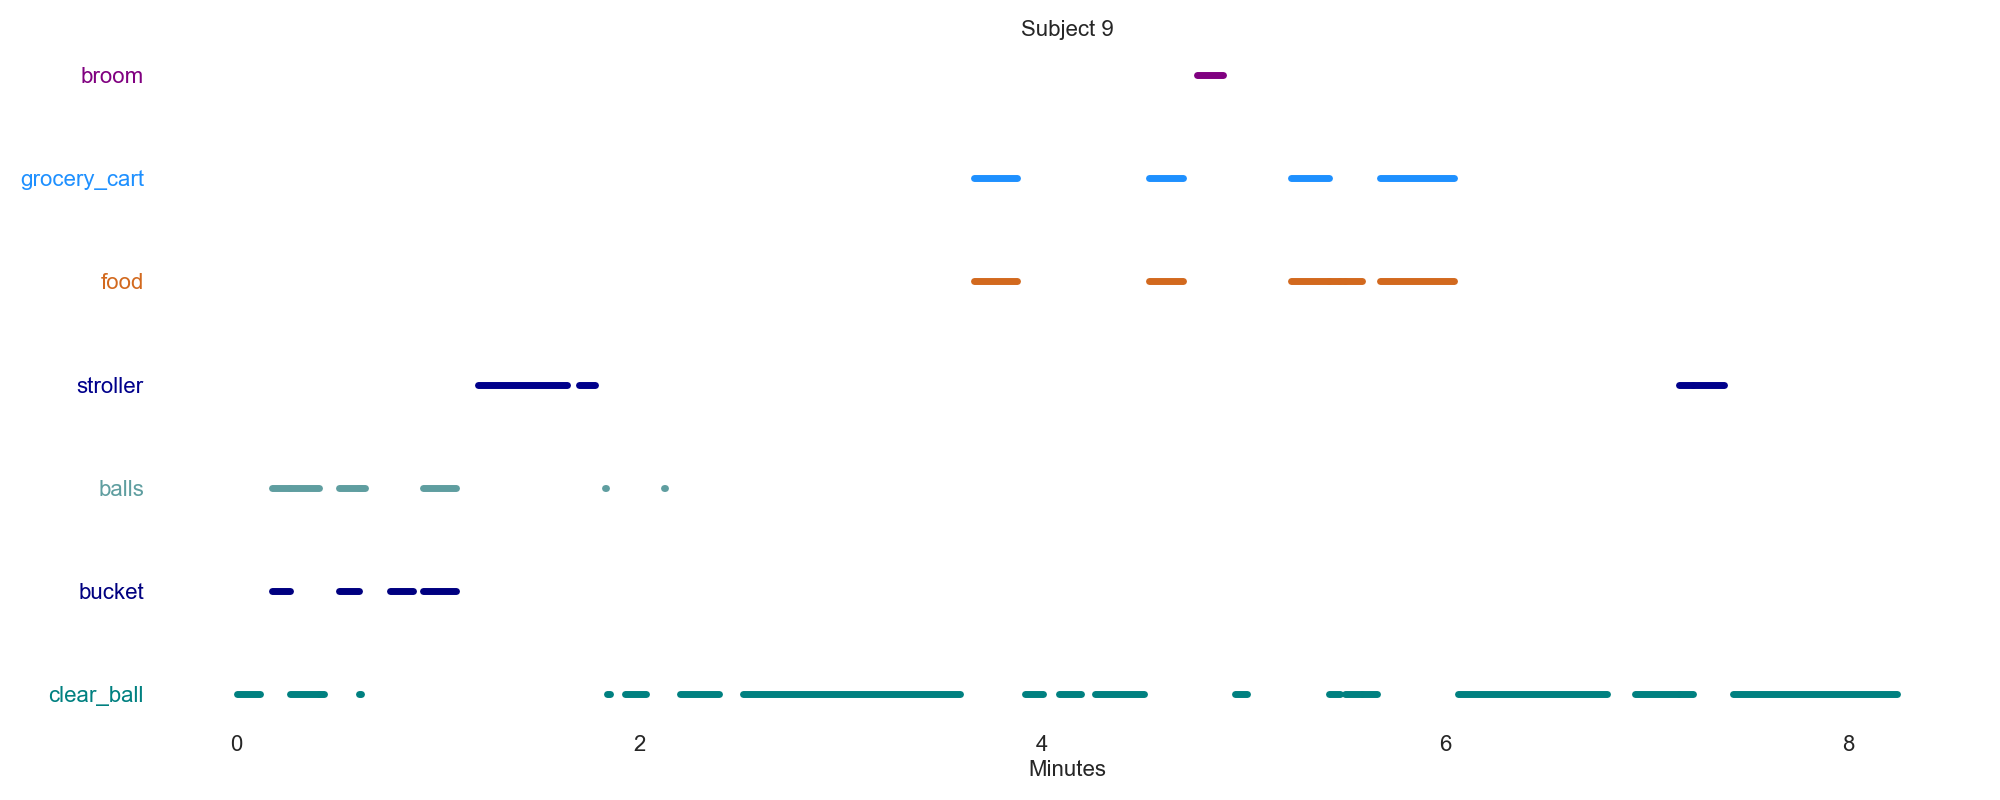 Subject 9
broom
grocery_cart
food
stroller
balls
bucket
clear_ball
0 2 4 6 8
Minutes